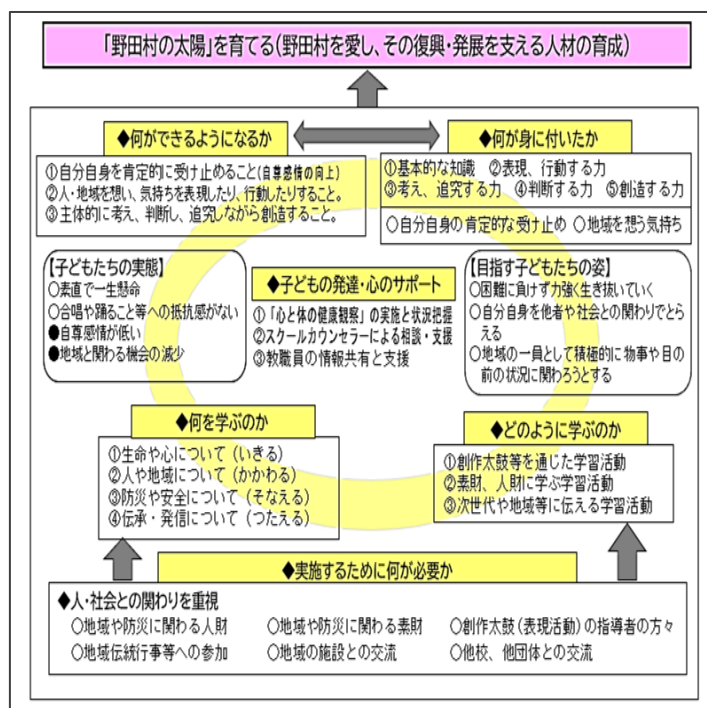 「野田村の太陽」を育てる(野田村を愛し、その復興・発展を支える人材の育成)
◆何ができるようになるか
①自分自身を肯定的に受け止めること(自尊感情の向上)
②人・地域を想い、気持ちを表現したり、行動したりすること。
③主体的に考え、判断し、追究しながら創造すること。
◆何が身に付いたか
①基本的な知識 ②表現、行動する力
③考え、追究する力 ④判断する力 ⑤創造する力
○自分自身の肯定的な受け止め ○地域を想う気持ち
【子どもたちの実態】
○素直で一生懸命
○合唱や踊ること等への抵抗感がない
●自尊感情が低い
●地域と関わる機会の減少
◆子どもの発達・心のサポート
①「心と体の健康観察」の実施と状況把握
②スクールカウンセラーによる相談・支援
③教職員の情報共有と支援
【目指す子どもたちの姿】
○困難に負けず力強く生き抜いていく
○自分自身を他者や社会との関わりでとら
える
○地域の一員として積極的に物事や目の
前の状況に関わろうとする
◆何を学ぶのか
①生命や心について(いきる)
②人や地域について(かかわる)
③防災や安全について(そなえる)
④伝承・発信について(つたえる)
◆どのように学ぶのか
①創作太鼓等を通じた学習活動
②素財、人財に学ぶ学習活動
③次世代や地域等に伝える学習活動
◆実施するために何が必要か
◆人・社会との関わりを重視
○地域や防災に関わる人財 ○地域や防災に関わる素財 ○創作太鼓(表現活動)の指導者の方々
○地域伝統行事等への参加 ○地域の施設との交流 ○他校、他団体との交流